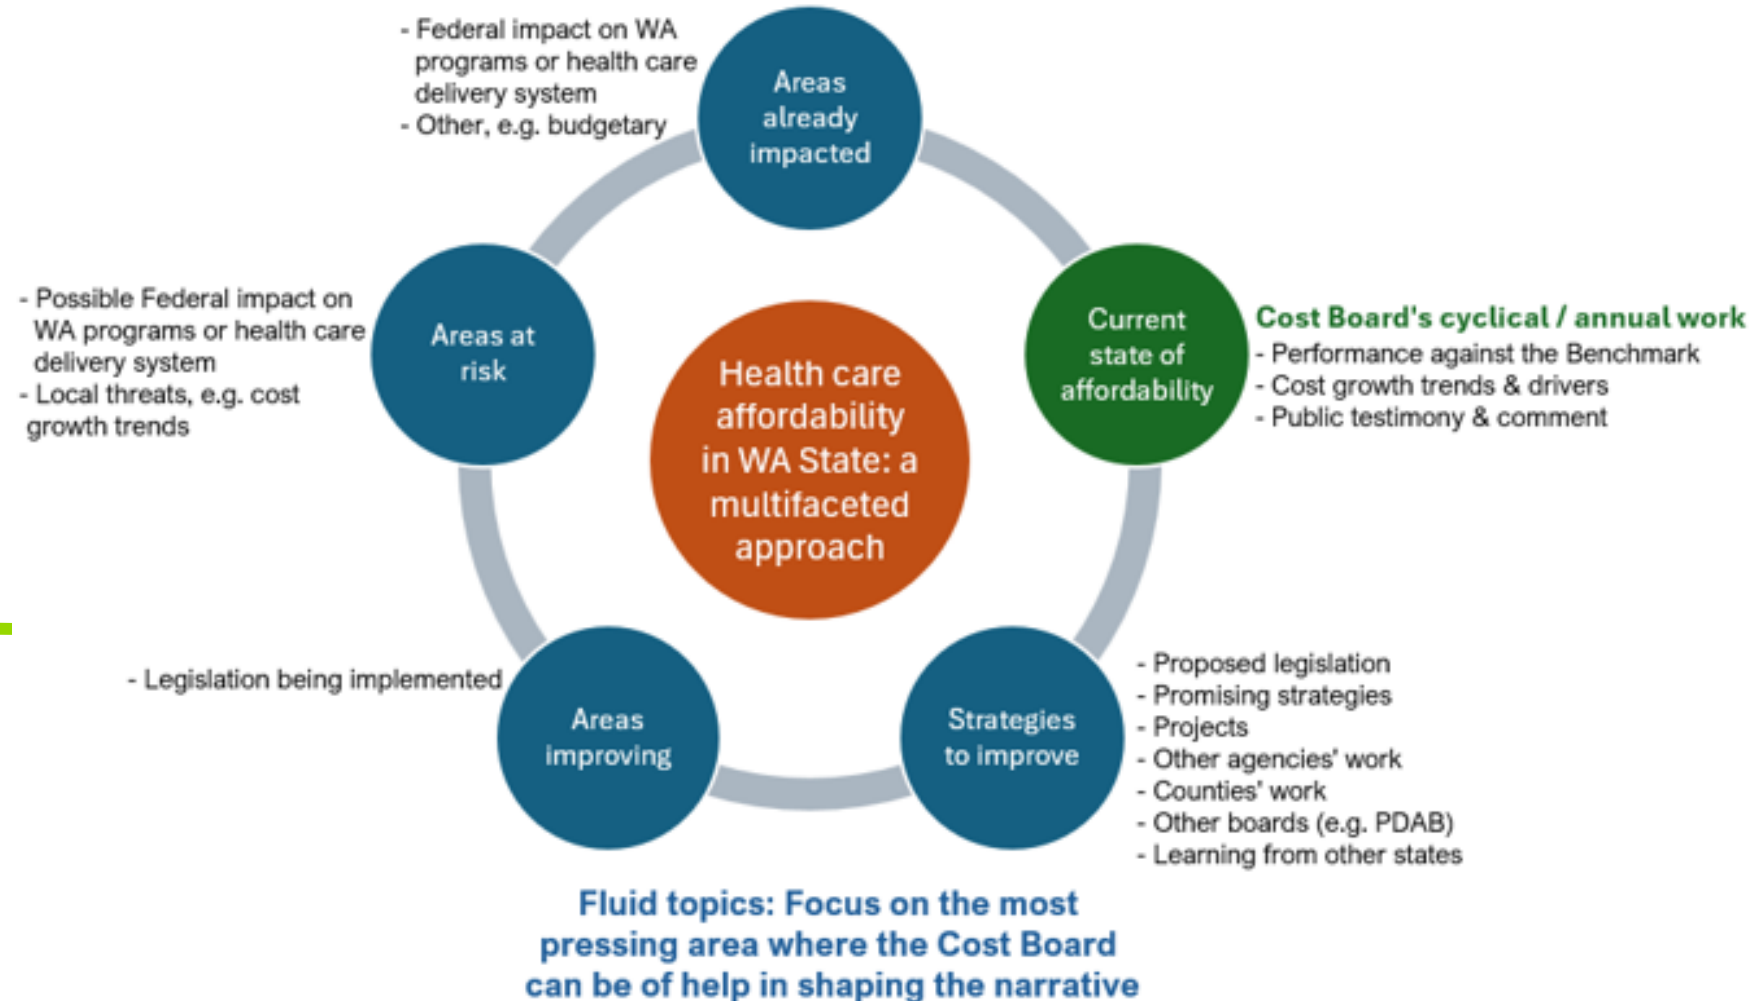 - Federal impact on WA
programs or health care
delivery system
- Other, e.g. budgetary
Areas
already
impacted
- Possible Federal impact on
WA programs or health care
delivery system
- Local threats, e.g. cost
growth trends
Areas at
risk
Health care
affordability
in WA State: a
multifaceted
approach
Current
state of
affordability
Cost Board's cyclical / annual work
- Performance against the Benchmark
- Cost growth trends & drivers
- Public testimony & comment
- Legislation being implemented
Areas
improving
Strategies
to improve
- Proposed legislation
- Promising strategies
- Projects
- Other agencies' work
- Counties' work
- Other boards (e.g. PDAB)
- Learning from other states
Fluid topics: Focus on the most
pressing area where the Cost Board
can be of help in shaping the narrative